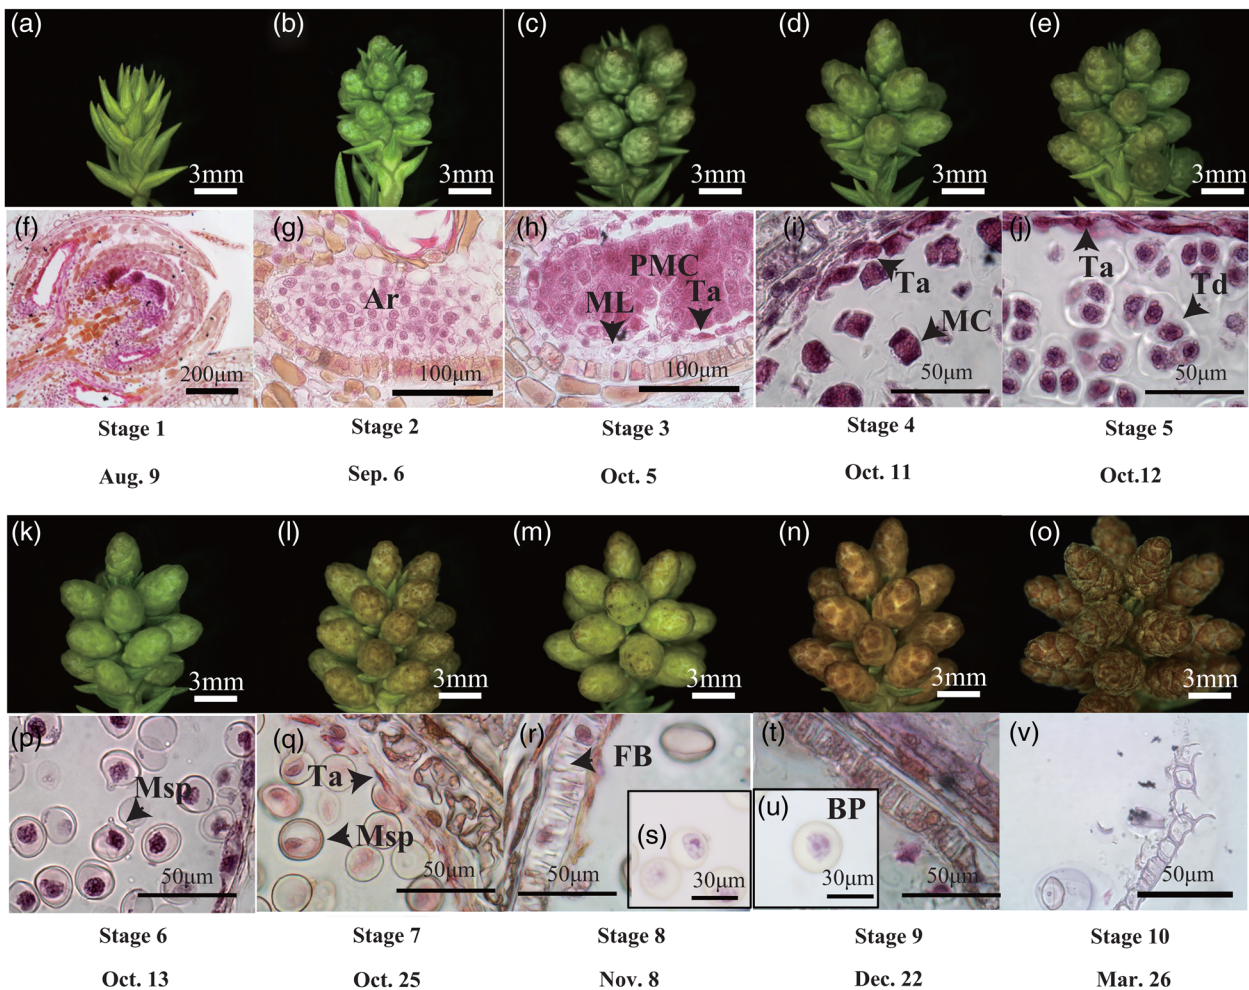 (a) (b) (c) (d) (e)
3mm 3mm 3mm 3mm 3mm
(f) (g) (h) (i) (j)
Ar PMC ML Ta Ta MC Ta Td
200μm 100μm 100μm 50μm 50μm
Stage 1 Stage 2 Stage 3 Stage 4 Stage 5
Aug. 9 Sep. 6 Oct. 5 Oct. 11 Oct.12
(k) (l) (m) (n) (o)
3mm 3mm 3mm 3mm 3mm
(p) (q) (r) (t) (v)
Msp Ta Msp FB
(s) (u) BP
50μm 50μm 50μm 30μm 30μm 50μm 50μm
Stage 6 Stage 7 Stage 8 Stage 9 Stage 10
Oct. 13 Oct. 25 Nov. 8 Dec. 22 Mar. 26